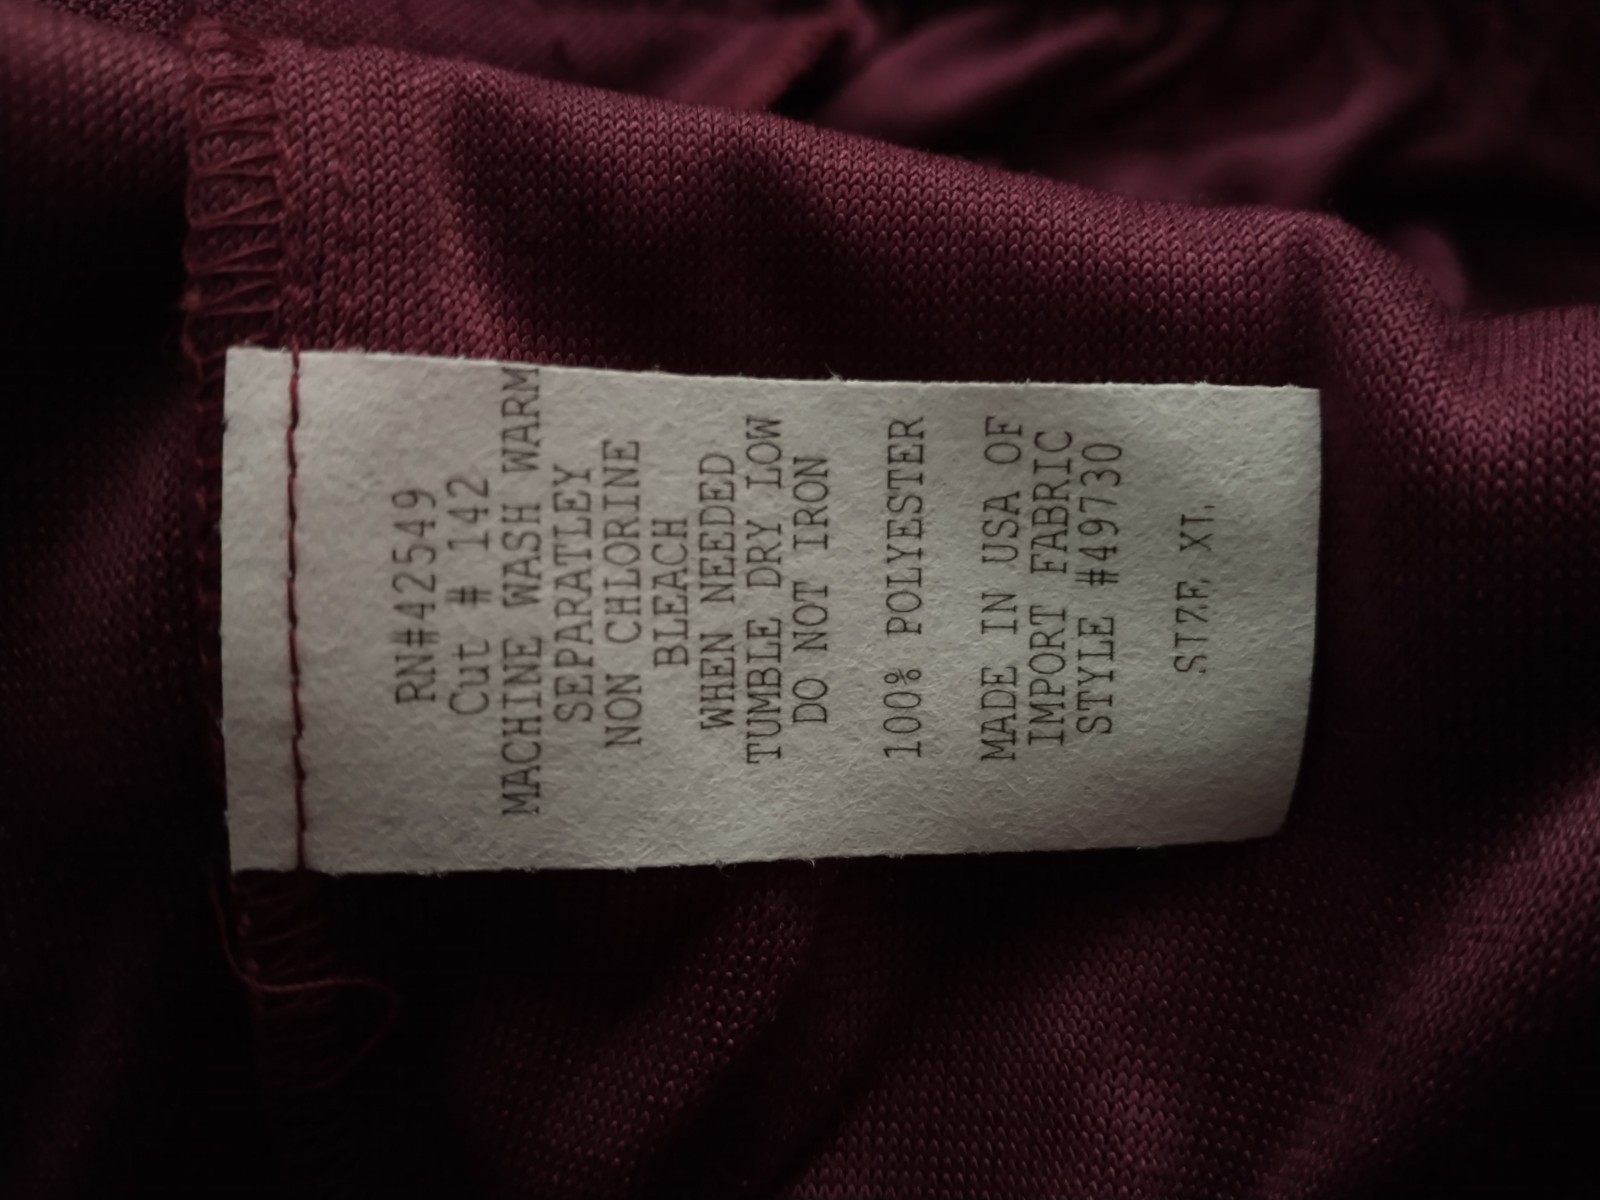 RN#42549
Cut # 142
MACHINE WASH WARM
SEPARATLEY
NON CHLORINE
BLEACH
WHEN NEEDED
TUMBLE DRY LOW
DO NOT IRON
100% POLYESTER
MADE IN USA OF
IMPORT FABRIC
STYLE #49730
SIZE XL